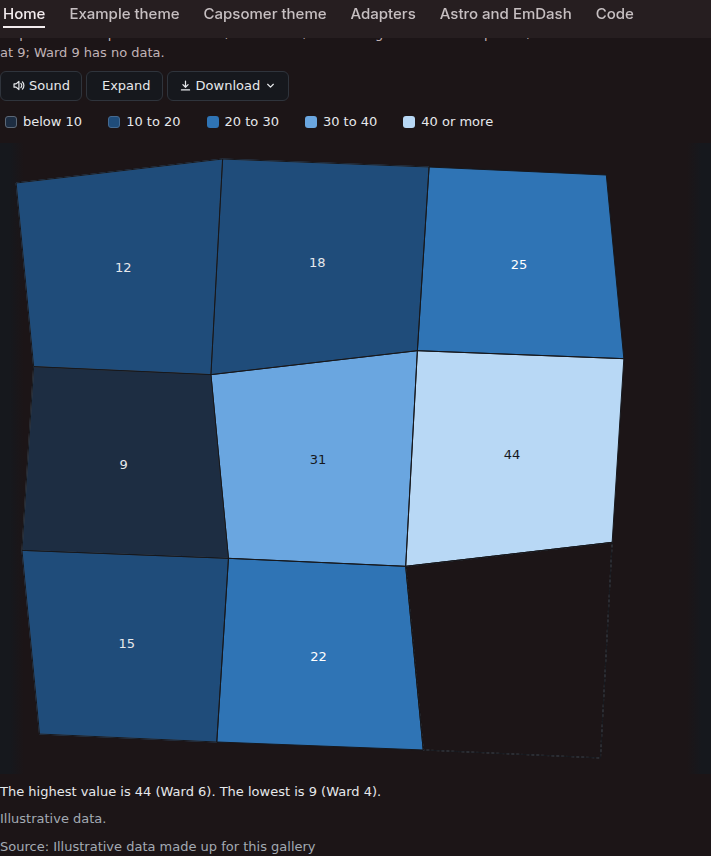 Home Example theme Capsomer theme Adapters Astro and EmDash Code
at 9; Ward 9 has no data.
Sound Expand Download
below 10 10 to 20 20 to 30 30 to 40 40 or more
12 18 25
9 31 44
15 22
The highest value is 44 (Ward 6). The lowest is 9 (Ward 4).
Illustrative data.
Source: Illustrative data made up for this gallery